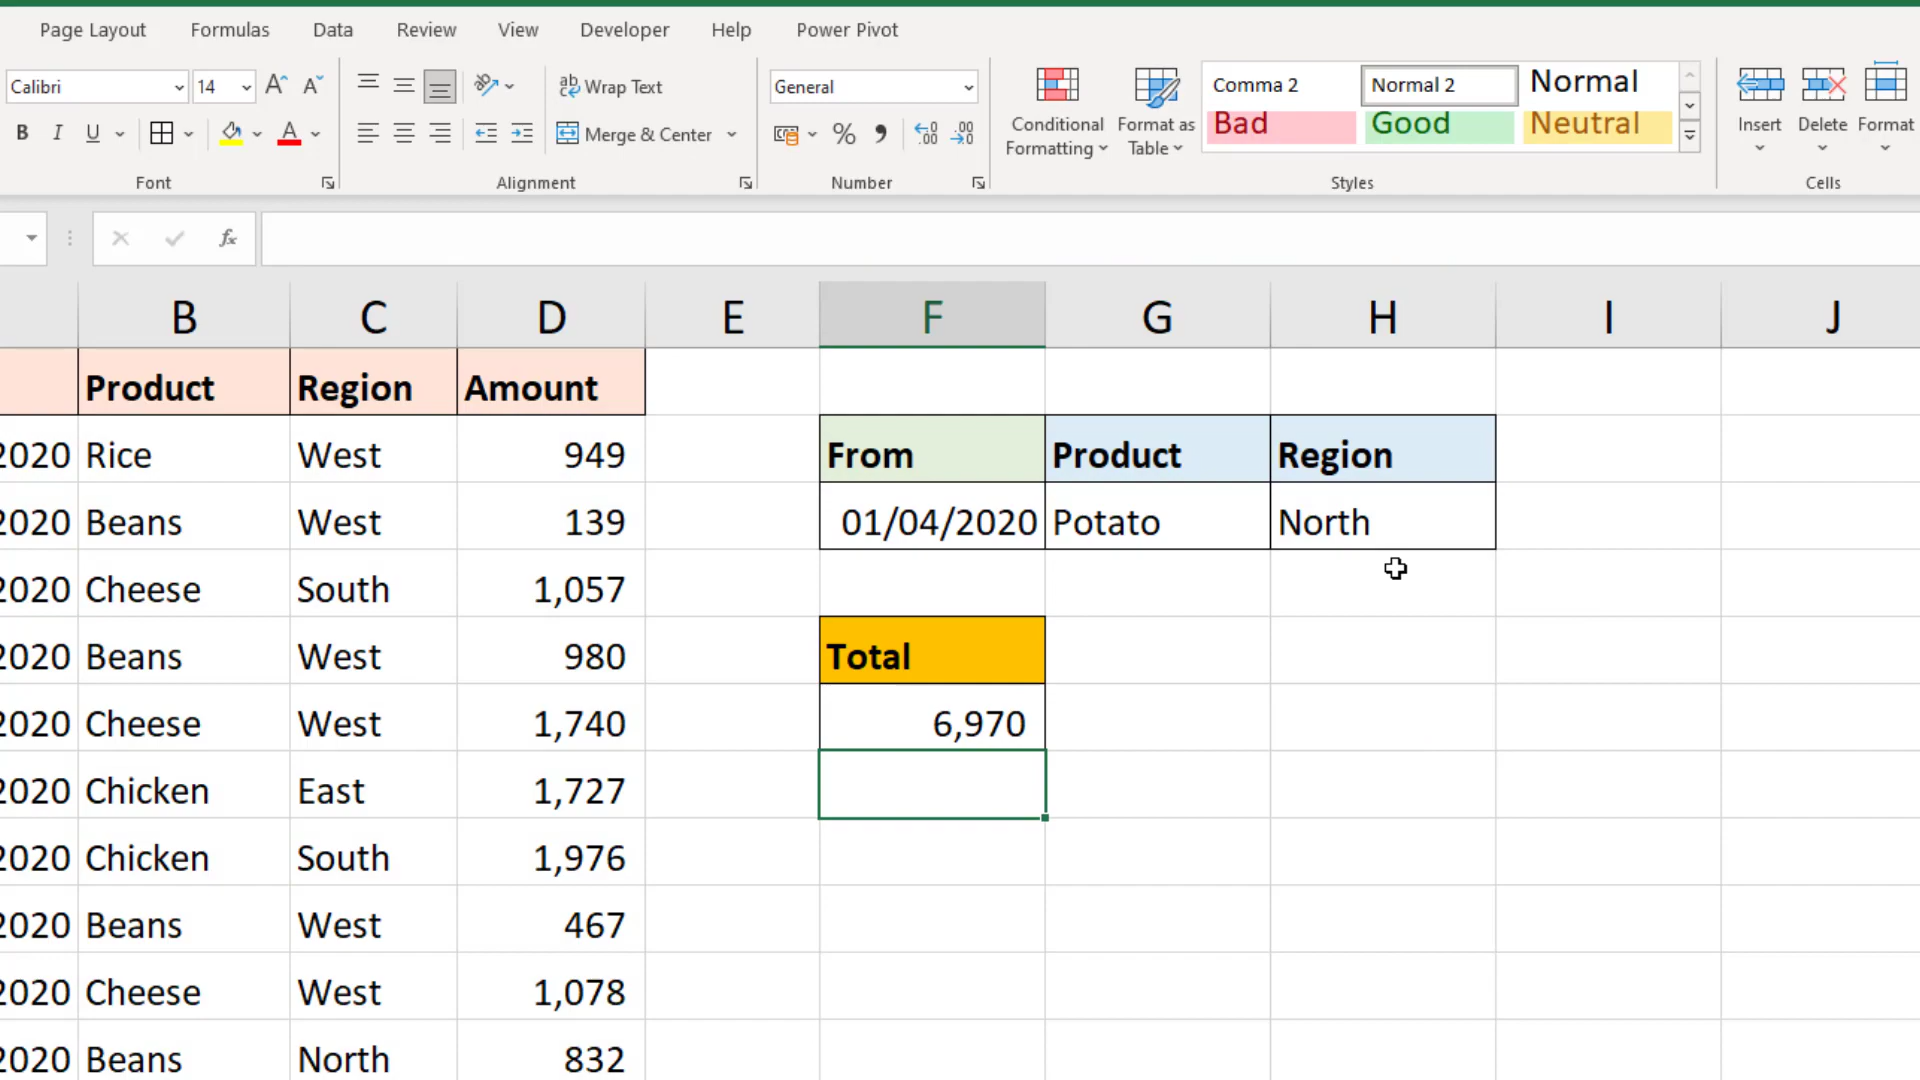 Page Layout Formulas Data Review View Developer Help Power Pivot
Calibri 14 A A ab Wrap Text General Conditional Formatting Format as Table Comma 2 Normal 2 Normal Insert Delete Format
B I U A Merge & Center % Bad Good Neutral
Font Alignment Number Styles Cells
fx
B C D E F G H I J
Product Region Amount
2020 Rice West 949 From Product Region
2020 Beans West 139 01/04/2020 Potato North
2020 Cheese South 1,057
2020 Beans West 980 Total
2020 Cheese West 1,740 6,970
2020 Chicken East 1,727
2020 Chicken South 1,976
2020 Beans West 467
2020 Cheese West 1,078
2020 Beans North 832